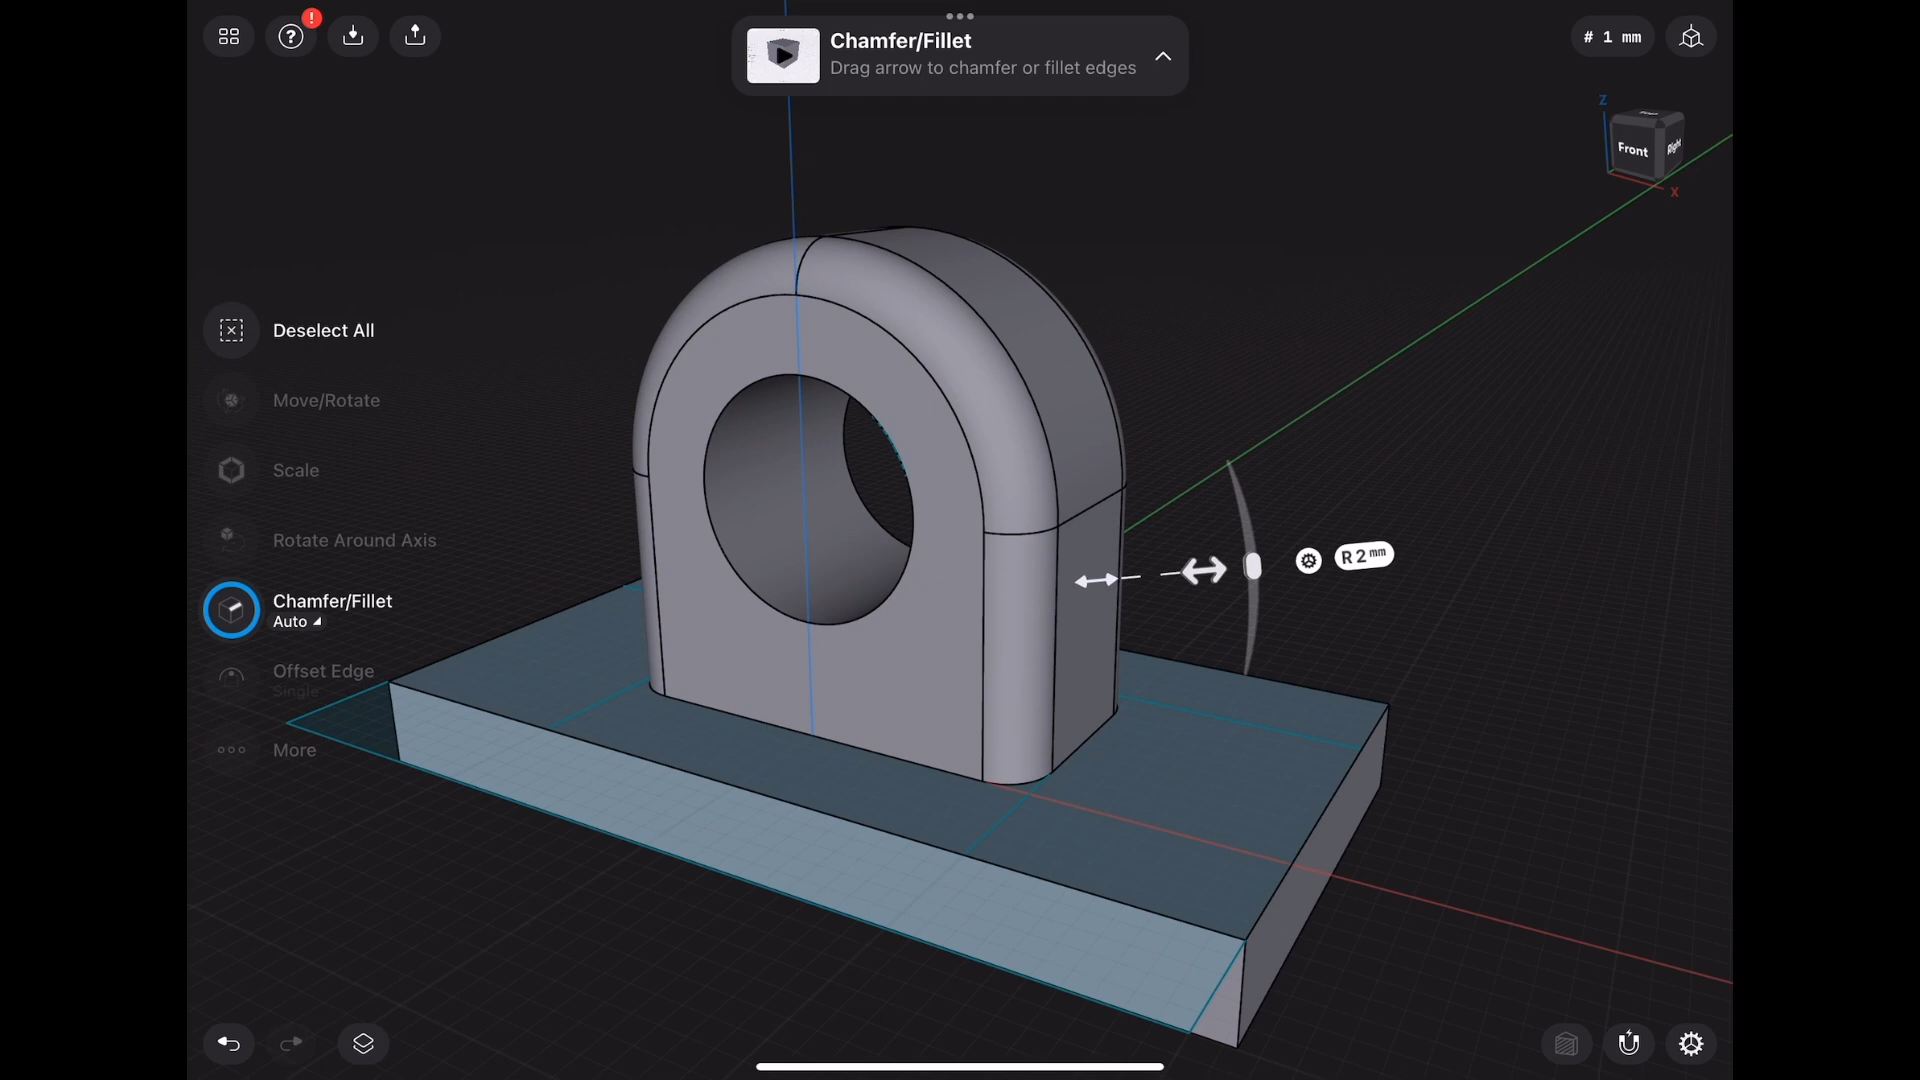 !
?
Chamfer/Fillet
Drag arrow to chamfer or fillet edges
# 1 mm
Z
Front
Right
X
Deselect All
Move/Rotate
Scale
Rotate Around Axis
Chamfer/Fillet
Auto
R 2 mm
Offset Edge
Single
More